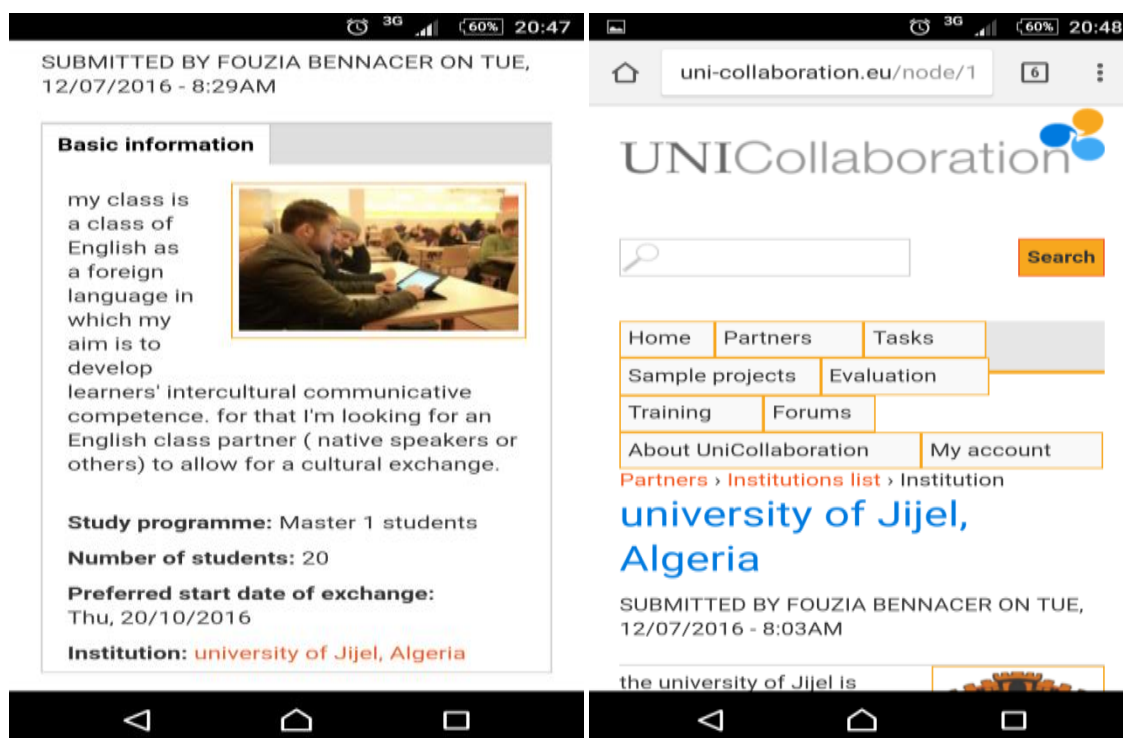 3G 60% 20:47
SUBMITTED BY FOUZIA BENNACER ON TUE,
12/07/2016 - 8:29AM
Basic information
my class is
a class of
English as
a foreign
language in
which my
aim is to
develop
learners' intercultural communicative
competence. for that I'm looking for an
English class partner ( native speakers or
others) to allow for a cultural exchange.
Study programme: Master 1 students
Number of students: 20
Preferred start date of exchange:
Thu, 20/10/2016
Institution: university of Jijel, Algeria
3G 60% 20:48
uni-collaboration.eu/node/1
6
UNICollaboration
Search
Home Partners Tasks
Sample projects Evaluation
Training Forums
About UniCollaboration My account
Partners › Institutions list › Institution
university of Jijel,
Algeria
SUBMITTED BY FOUZIA BENNACER ON TUE,
12/07/2016 - 8:03AM
the university of Jijel is